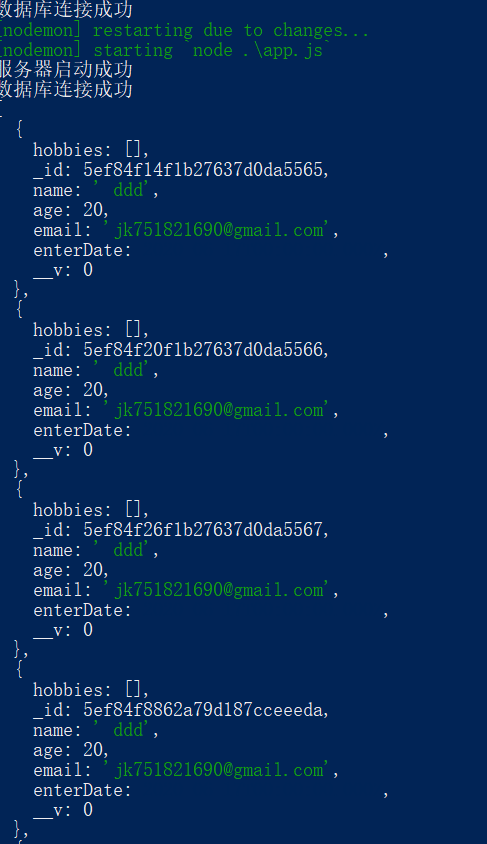 数据库连接成功
[nodemon] restarting due to changes...
[nodemon] starting `node .\app.js`
服务器启动成功
数据库连接成功
[
{
hobbies: [],
_id: 5ef84f14f1b27637d0da5565,
name: ' ddd',
age: 20,
email: 'jk751821690@gmail.com',
enterDate: ,
__v: 0
},
{
hobbies: [],
_id: 5ef84f20f1b27637d0da5566,
name: ' ddd',
age: 20,
email: 'jk751821690@gmail.com',
enterDate: ,
__v: 0
},
{
hobbies: [],
_id: 5ef84f26f1b27637d0da5567,
name: ' ddd',
age: 20,
email: 'jk751821690@gmail.com',
enterDate: ,
__v: 0
},
{
hobbies: [],
_id: 5ef84f8862a79d187cceeeda,
name: ' ddd',
age: 20,
email: 'jk751821690@gmail.com',
enterDate: ,
__v: 0
},
{